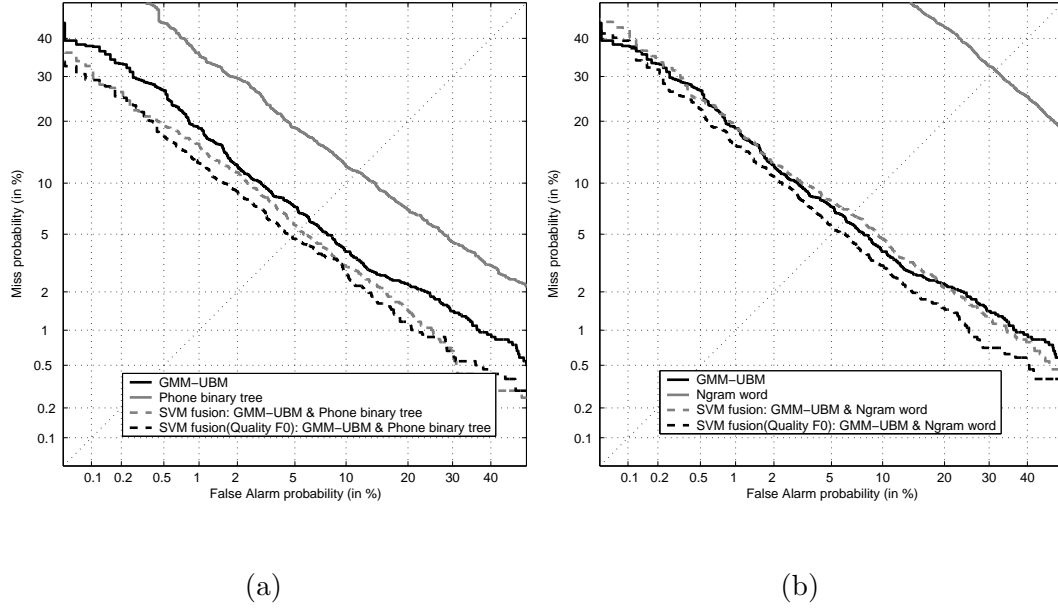 40
30
20
10
5
2
1
0.5
0.2
0.1
Miss probability (in %)
GMM−UBM
Phone binary tree
SVM fusion: GMM−UBM & Phone binary tree
SVM fusion(Quality F0): GMM−UBM & Phone binary tree
0.1 0.2 0.5 1 2 5 10 20 30 40
False Alarm probability (in %)
(a)
40
30
20
10
5
2
1
0.5
0.2
0.1
Miss probability (in %)
GMM−UBM
Ngram word
SVM fusion: GMM−UBM & Ngram word
SVM fusion(Quality F0): GMM−UBM & Ngram word
0.1 0.2 0.5 1 2 5 10 20 30 40
False Alarm probability (in %)
(b)